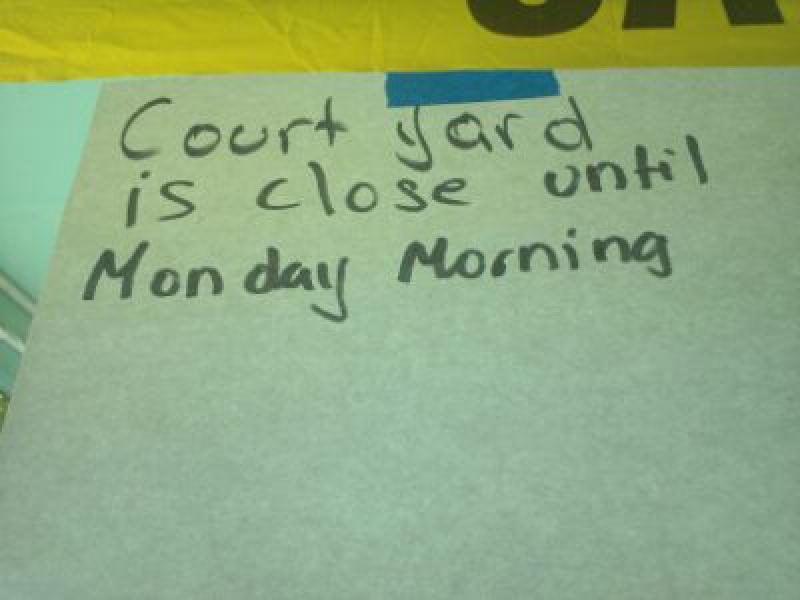 Court yard
is close until
Monday Morning